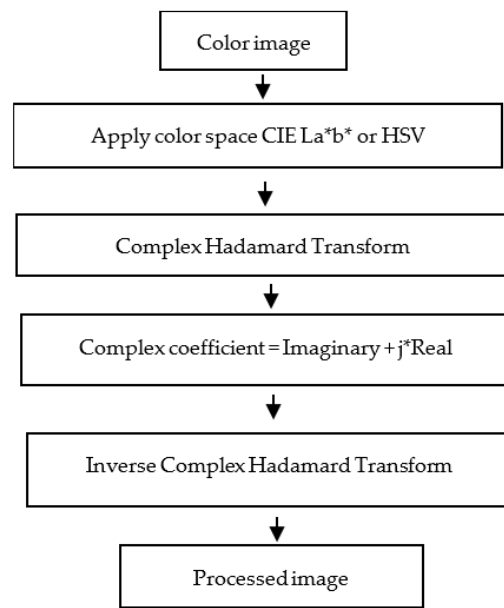 Color image
Apply color space CIE La*b* or HSV
Complex Hadamard Transform
Complex coefficient = Imaginary + j*Real
Inverse Complex Hadamard Transform
Processed image